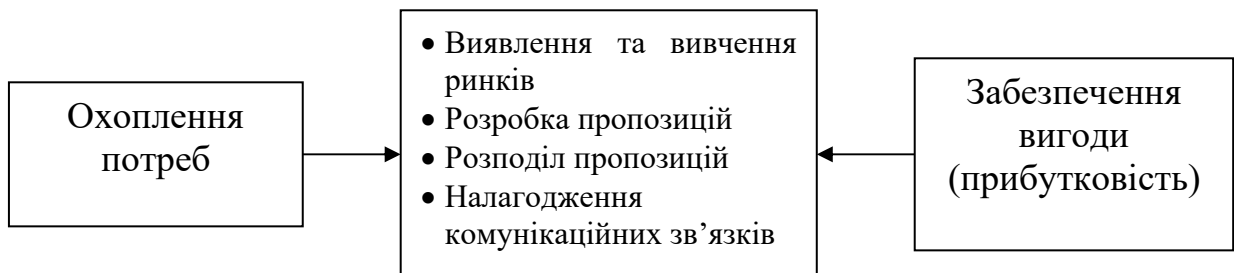 Охоплення
потреб
• Виявлення та вивчення
ринків
• Розробка пропозицій
• Розподіл пропозицій
• Налагодження
комунікаційних зв’язків
Забезпечення
вигоди
(прибутковість)